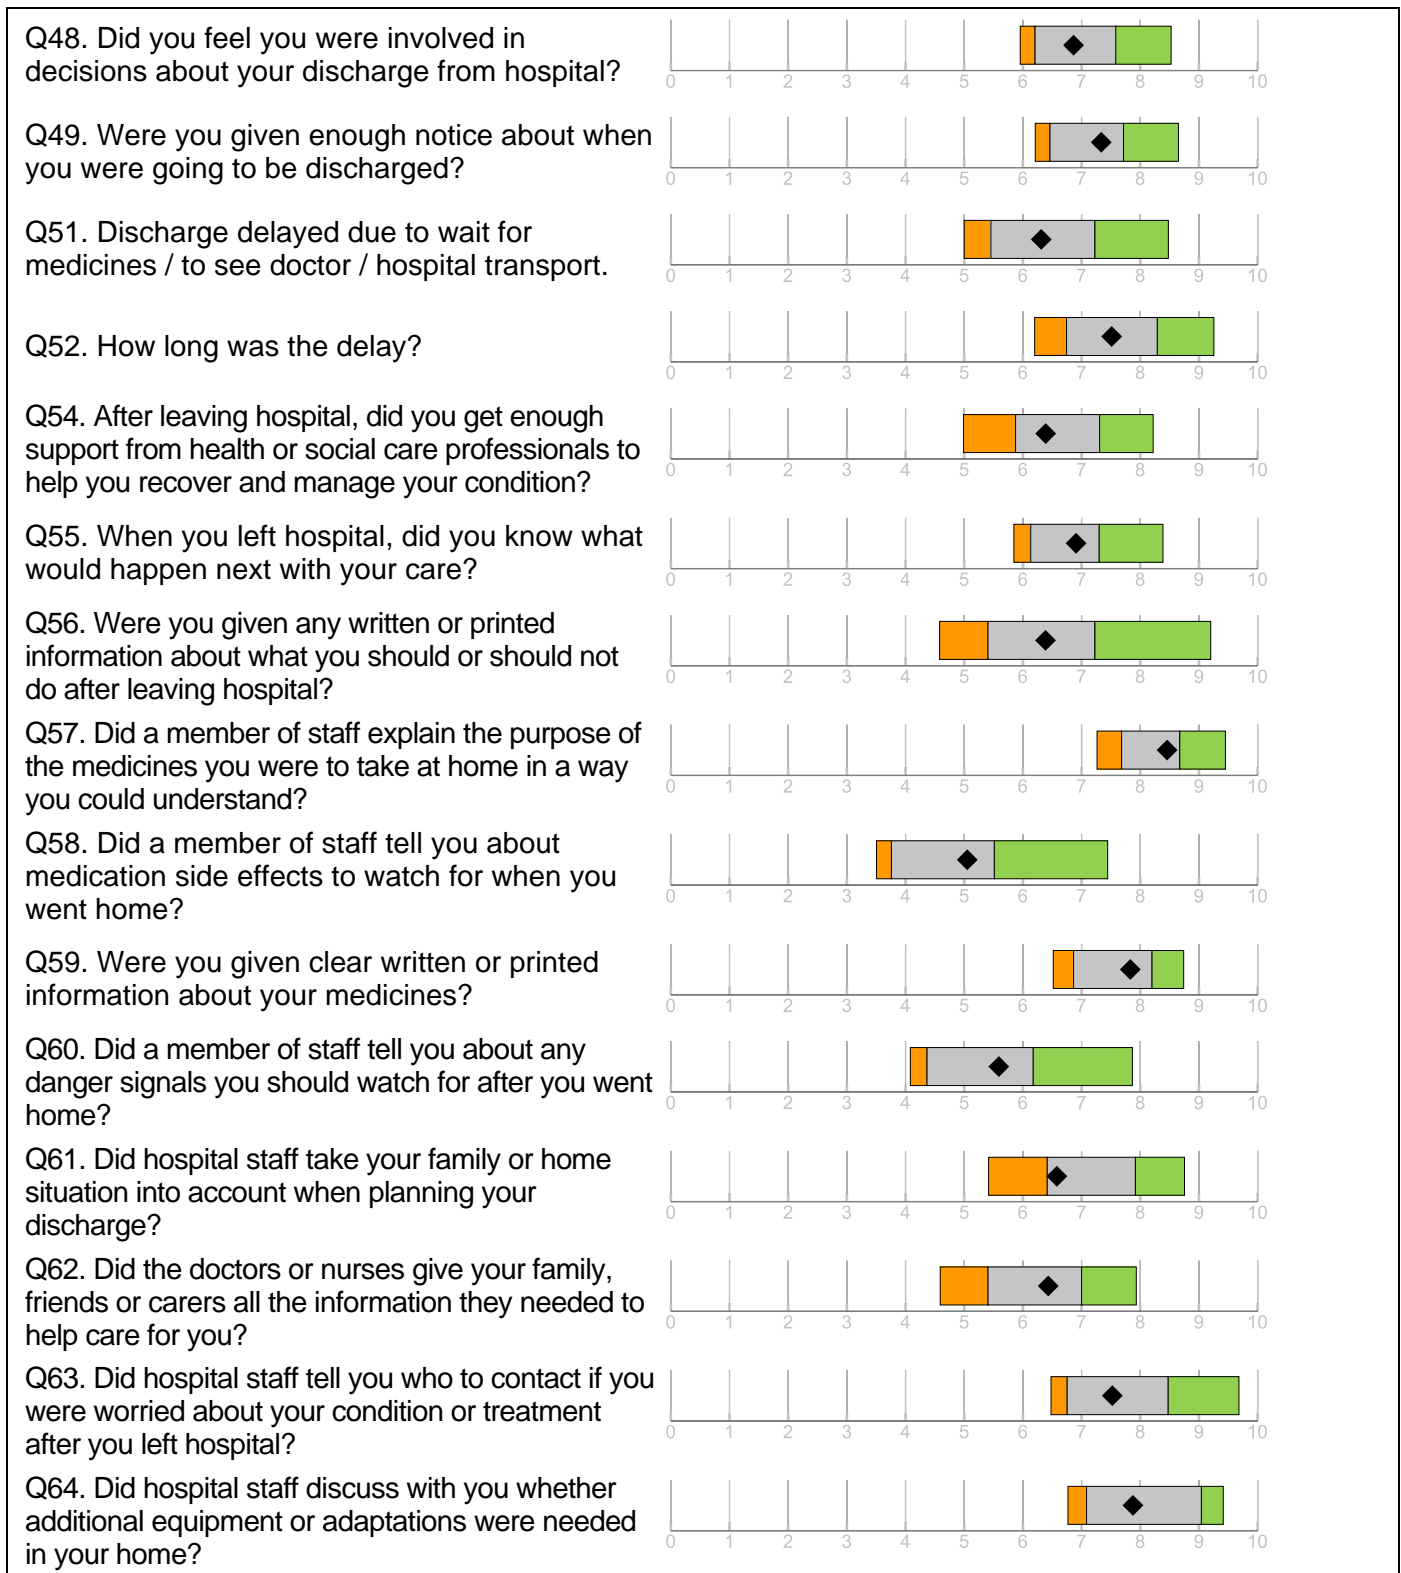 Q48. Did you feel you were involved in
decisions about your discharge from hospital?
0 1 2 3 4 5 6 7 8 9 10
Q49. Were you given enough notice about when
you were going to be discharged?
0 1 2 3 4 5 6 7 8 9 10
Q51. Discharge delayed due to wait for
medicines / to see doctor / hospital transport.
0 1 2 3 4 5 6 7 8 9 10
Q52. How long was the delay?
0 1 2 3 4 5 6 7 8 9 10
Q54. After leaving hospital, did you get enough
support from health or social care professionals to
help you recover and manage your condition?
0 1 2 3 4 5 6 7 8 9 10
Q55. When you left hospital, did you know what
would happen next with your care?
0 1 2 3 4 5 6 7 8 9 10
Q56. Were you given any written or printed
information about what you should or should not
do after leaving hospital?
0 1 2 3 4 5 6 7 8 9 10
Q57. Did a member of staff explain the purpose of
the medicines you were to take at home in a way
you could understand?
0 1 2 3 4 5 6 7 8 9 10
Q58. Did a member of staff tell you about
medication side effects to watch for when you
went home?
0 1 2 3 4 5 6 7 8 9 10
Q59. Were you given clear written or printed
information about your medicines?
0 1 2 3 4 5 6 7 8 9 10
Q60. Did a member of staff tell you about any
danger signals you should watch for after you went
home?
0 1 2 3 4 5 6 7 8 9 10
Q61. Did hospital staff take your family or home
situation into account when planning your
discharge?
0 1 2 3 4 5 6 7 8 9 10
Q62. Did the doctors or nurses give your family,
friends or carers all the information they needed to
help care for you?
0 1 2 3 4 5 6 7 8 9 10
Q63. Did hospital staff tell you who to contact if you
were worried about your condition or treatment
after you left hospital?
0 1 2 3 4 5 6 7 8 9 10
Q64. Did hospital staff discuss with you whether
additional equipment or adaptations were needed
in your home?
0 1 2 3 4 5 6 7 8 9 10